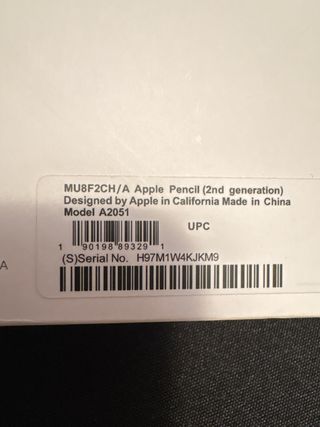 MU8F2CH/A Apple Pencil (2nd generation)
Designed by Apple in California Made in China
Model A2051
UPC
1 90198 89329 1
(S)Serial No. H97M1W4KJKM9
A